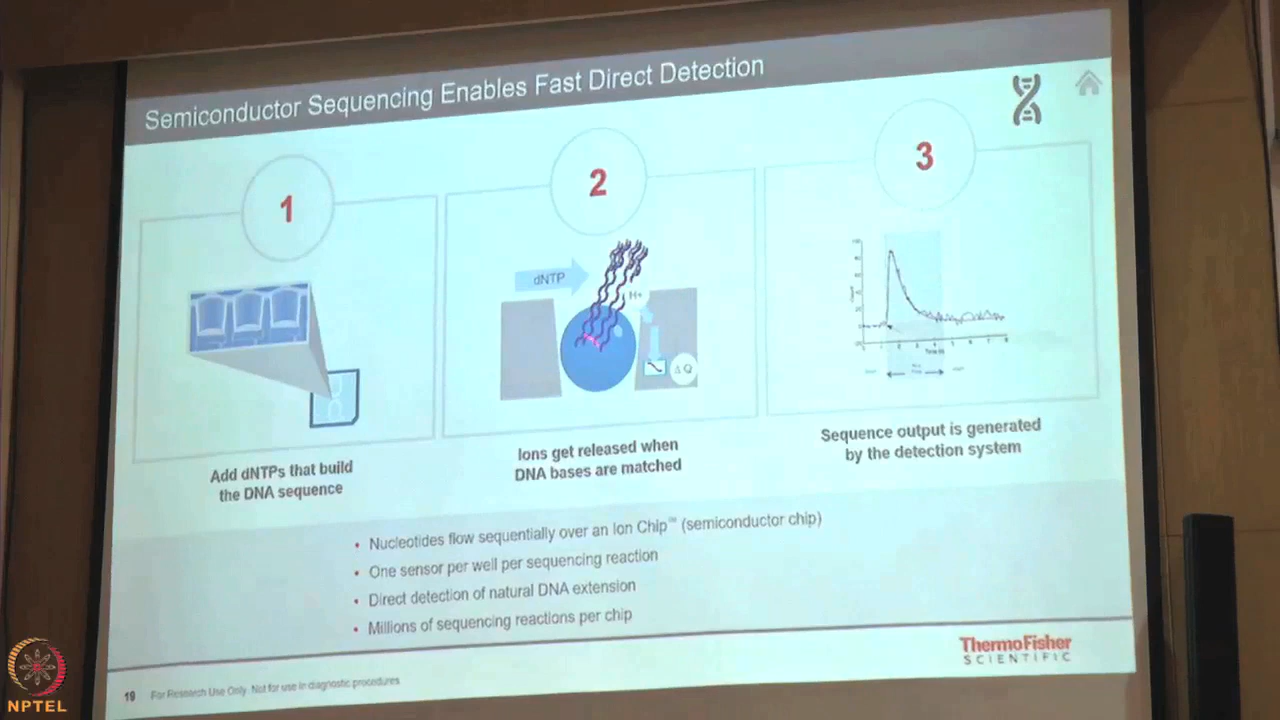 Semiconductor Sequencing Enables Fast Direct Detection
1
2
3
dNTP
H+
Δ Q
Add dNTPs that build
the DNA sequence
Ions get released when
DNA bases are matched
Sequence output is generated
by the detection system
• Nucleotides flow sequentially over an Ion Chip™ (semiconductor chip)
• One sensor per well per sequencing reaction
• Direct detection of natural DNA extension
• Millions of sequencing reactions per chip
ThermoFisher
SCIENTIFIC
19 For Research Use Only. Not for use in diagnostic procedures.
NPTEL